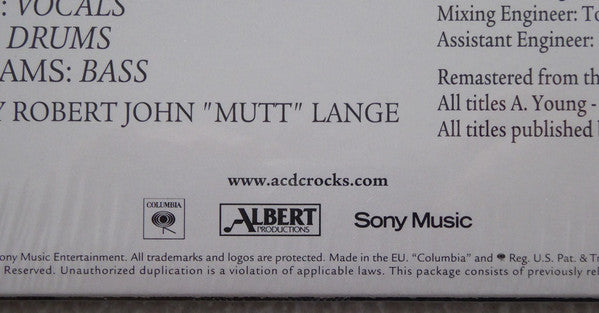 : VOCALS
DRUMS
AMS: BASS
Y ROBERT JOHN "MUTT" LANGE
Mixing Engineer: To
Assistant Engineer:
Remastered from th
All titles A. Young -
All titles published
www.acdcrocks.com
COLUMBIA
ALBERT
PRODUCTIONS
Sony Music
ony Music Entertainment. All trademarks and logos are protected. Made in the EU. "Columbia" and Reg. U.S. Pat. & T
Reserved. Unauthorized duplication is a violation of applicable laws. This package consists of previously rel